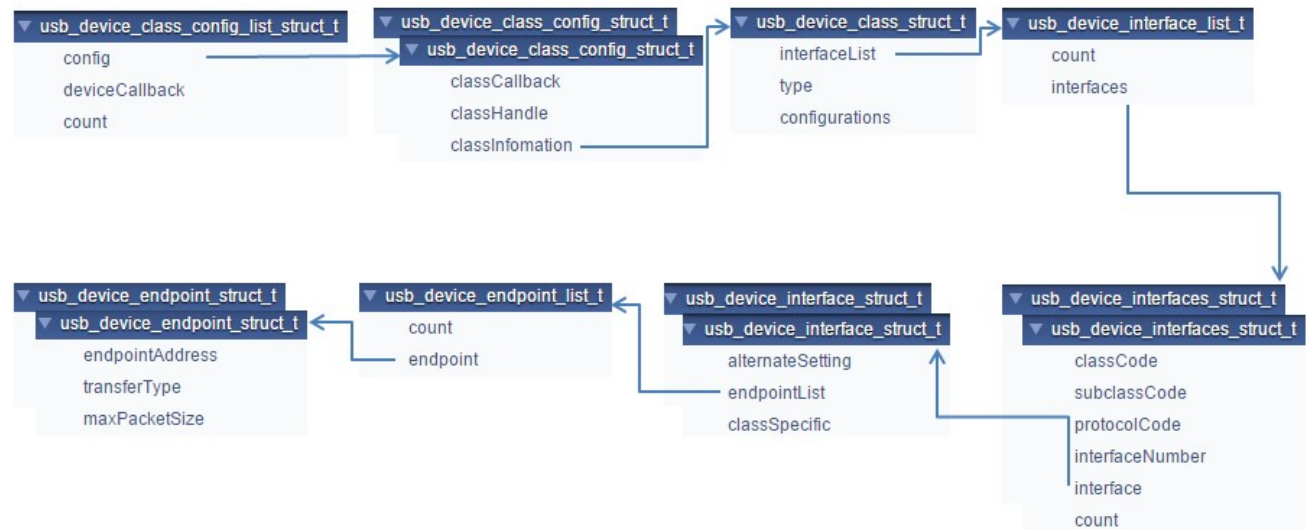 usb_device_class_config_list_struct_t
config
deviceCallback
count
usb_device_class_config_struct_t
usb_device_class_config_struct_t
classCallback
classHandle
classInfomation
usb_device_class_struct_t
interfaceList
type
configurations
usb_device_interface_list_t
count
interfaces
usb_device_endpoint_struct_t
usb_device_endpoint_struct_t
endpointAddress
transferType
maxPacketSize
usb_device_endpoint_list_t
count
endpoint
usb_device_interface_struct_t
usb_device_interface_struct_t
alternateSetting
endpointList
classSpecific
usb_device_interfaces_struct_t
usb_device_interfaces_struct_t
classCode
subclassCode
protocolCode
interfaceNumber
interface
count